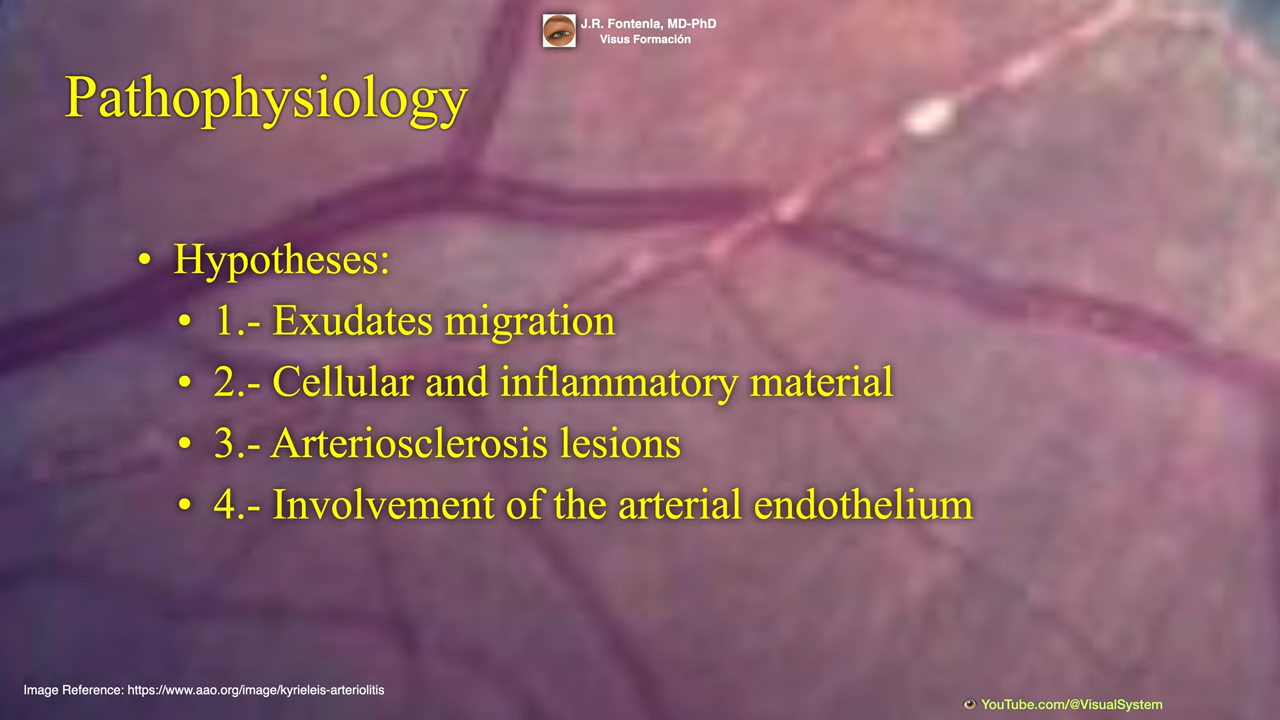 J.R. Fontenla, MD-PhD
Visus Formación
Pathophysiology
• Hypotheses:
• 1.- Exudates migration
• 2.- Cellular and inflammatory material
• 3.- Arteriosclerosis lesions
• 4.- Involvement of the arterial endothelium
Image Reference: https://www.aao.org/image/kyrieleis-arteriolitis
YouTube.com/@VisualSystem